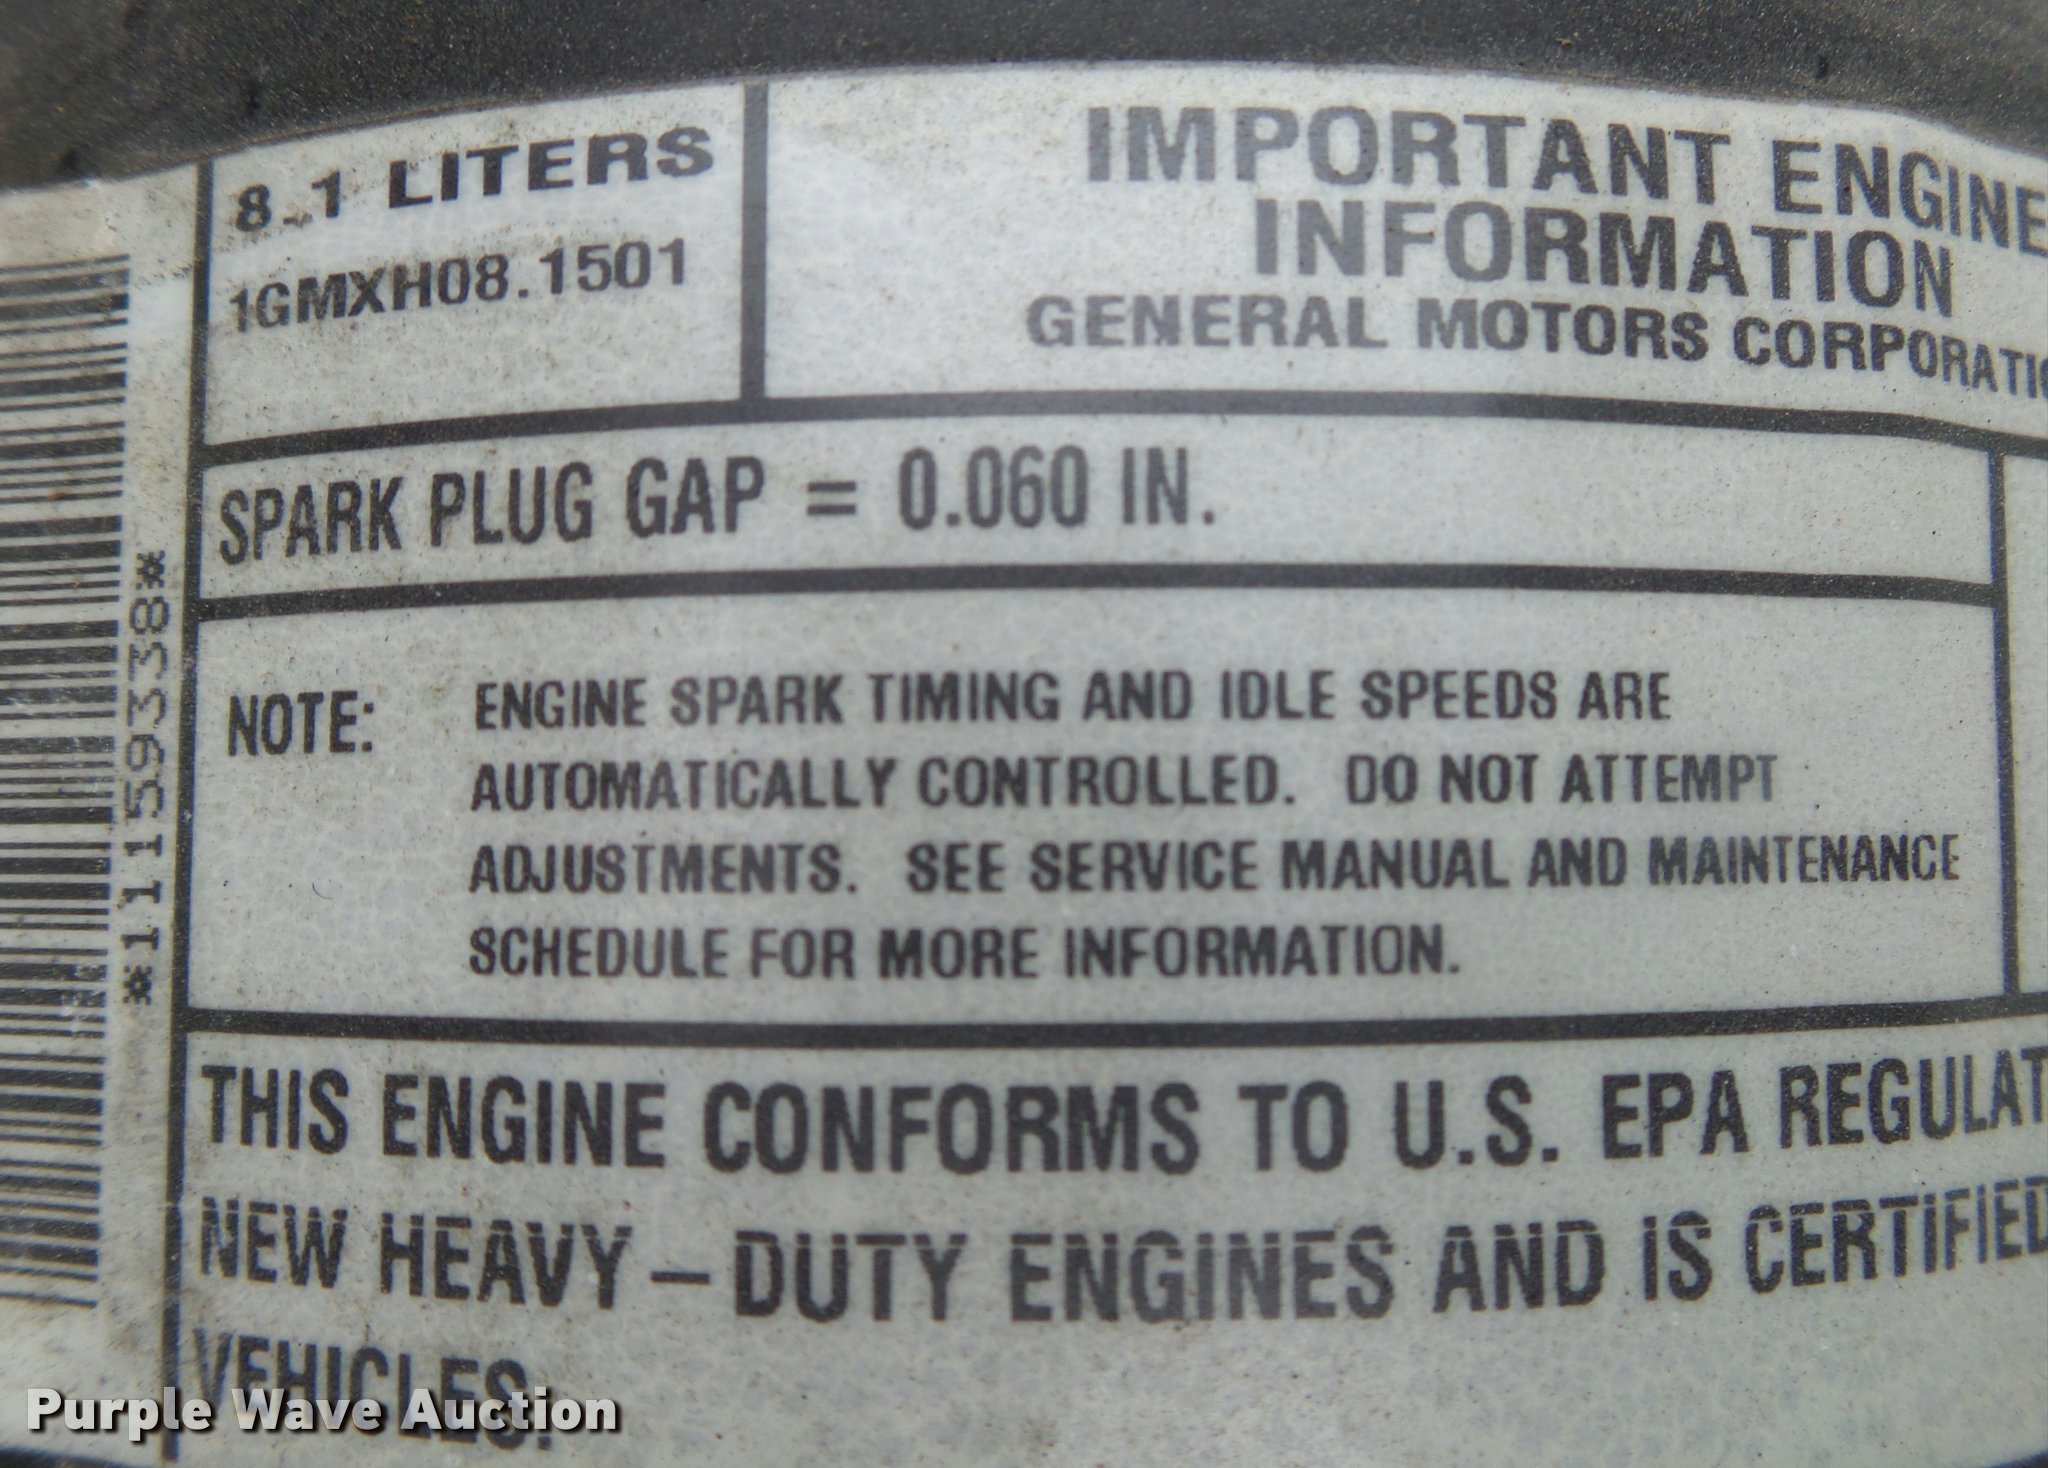 8.1 LITERS
1GMXH08.1501
IMPORTANT ENGINE
INFORMATION
GENERAL MOTORS CORPORATIO
SPARK PLUG GAP = 0.060 IN.
NOTE: ENGINE SPARK TIMING AND IDLE SPEEDS ARE
AUTOMATICALLY CONTROLLED. DO NOT ATTEMPT
ADJUSTMENTS. SEE SERVICE MANUAL AND MAINTENANCE
SCHEDULE FOR MORE INFORMATION.
THIS ENGINE CONFORMS TO U.S. EPA REGULAT
NEW HEAVY – DUTY ENGINES AND IS CERTIFIED
VEHICLES.
*11159338*
Purple Wave Auction